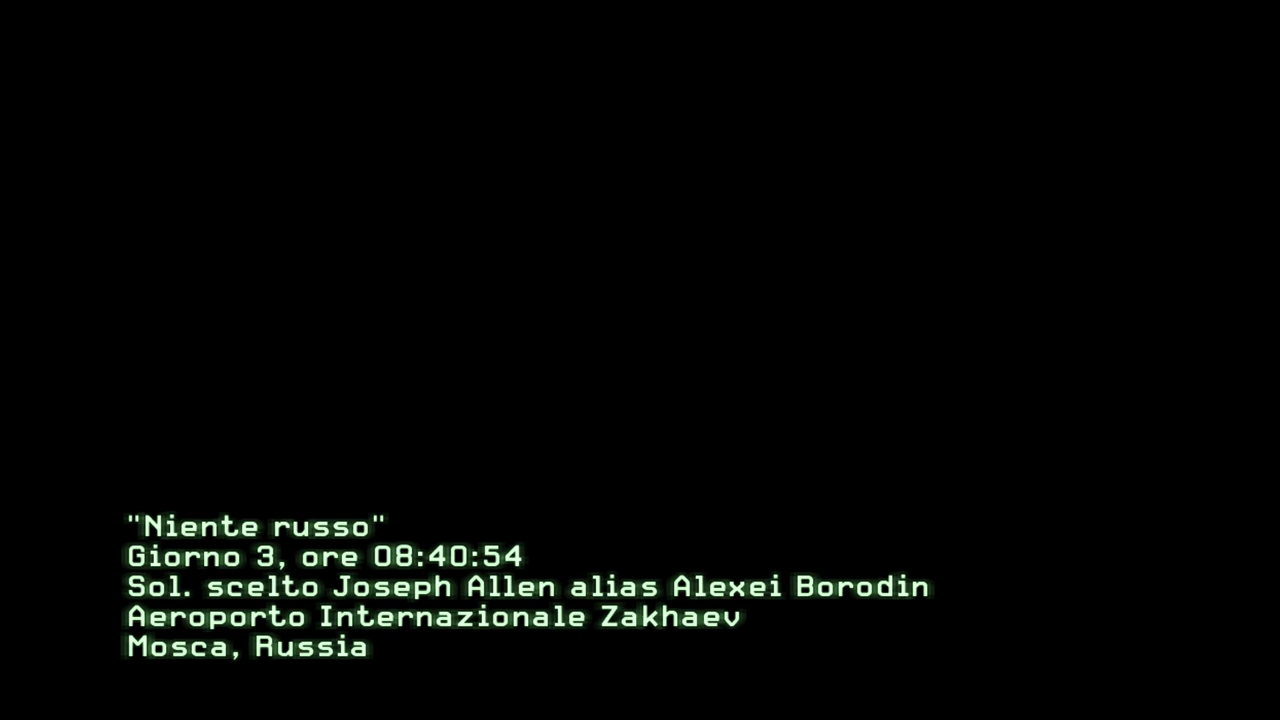 "Niente russo"
Giorno 3, ore 08:40:54
Sol. scelto Joseph Allen alias Alexei Borodin
Aeroporto Internazionale Zakhaev
Mosca, Russia